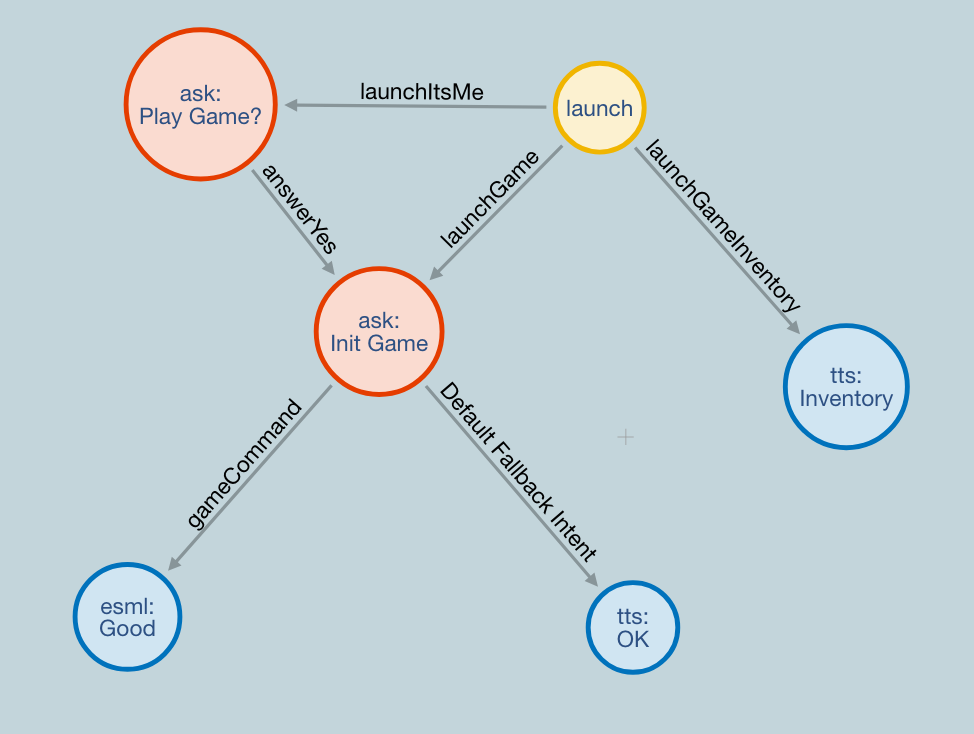 ask:
Play Game?
launchItsMe
launch
answerYes
launchGame
launchGameInventory
ask:
Init Game
tts:
Inventory
gameCommand
Default Fallback Intent
esml:
Good
tts:
OK